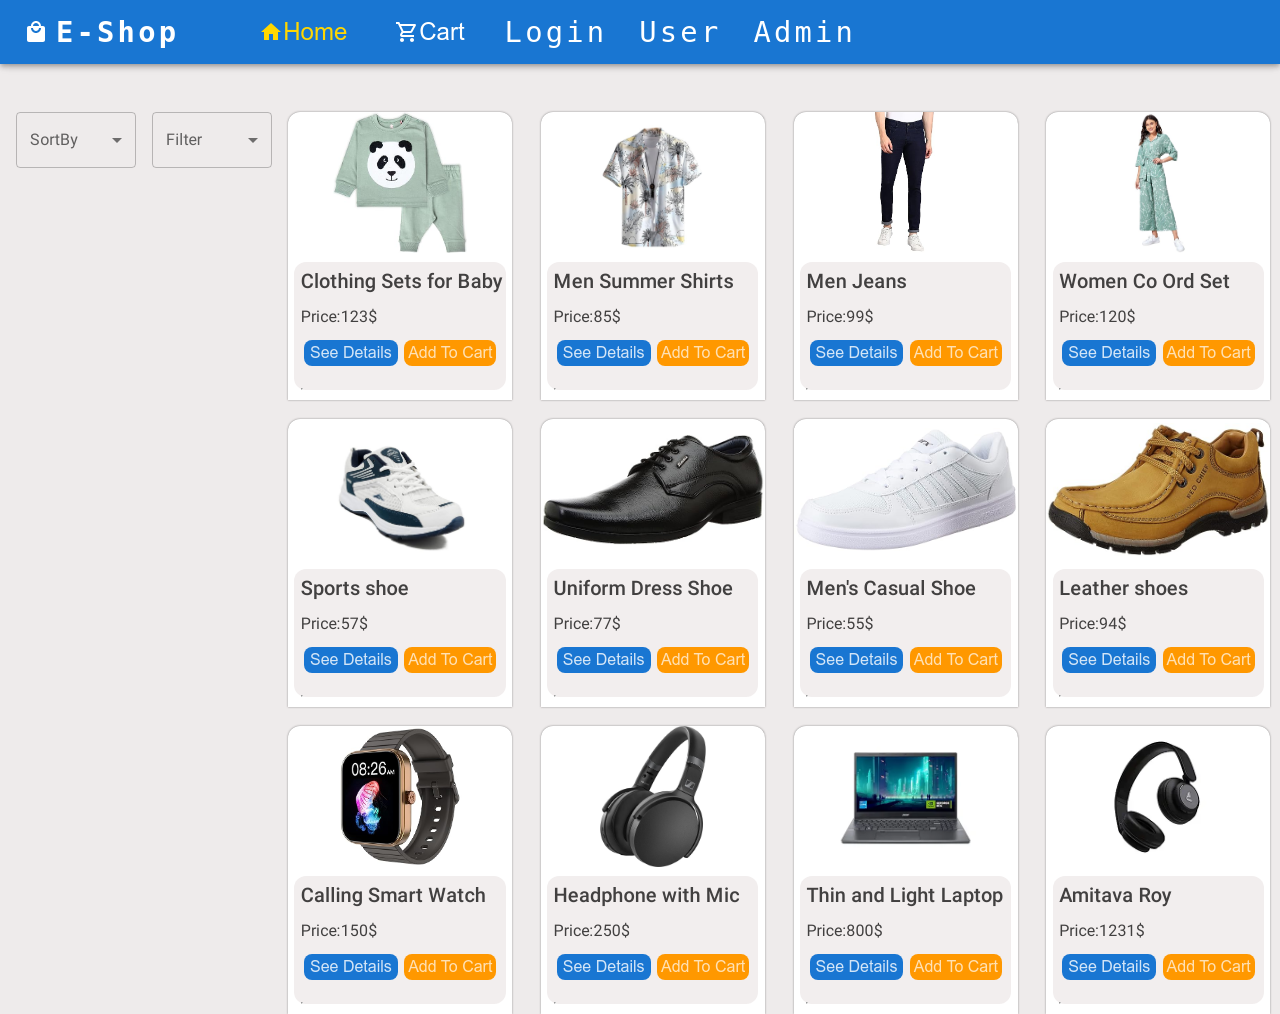 E-Shop Home Cart Login User Admin
SortBy Filter
Clothing Sets for Baby
Price:123$
See Details Add To Cart
Men Summer Shirts
Price:85$
See Details Add To Cart
Men Jeans
Price:99$
See Details Add To Cart
Women Co Ord Set
Price:120$
See Details Add To Cart
RED CHIEF
Sports shoe
Price:57$
See Details Add To Cart
Uniform Dress Shoe
Price:77$
See Details Add To Cart
Men's Casual Shoe
Price:55$
See Details Add To Cart
Leather shoes
Price:94$
See Details Add To Cart
08:26AM
Calling Smart Watch
Price:150$
See Details Add To Cart
Headphone with Mic
Price:250$
See Details Add To Cart
Thin and Light Laptop
Price:800$
See Details Add To Cart
Amitava Roy
Price:1231$
See Details Add To Cart